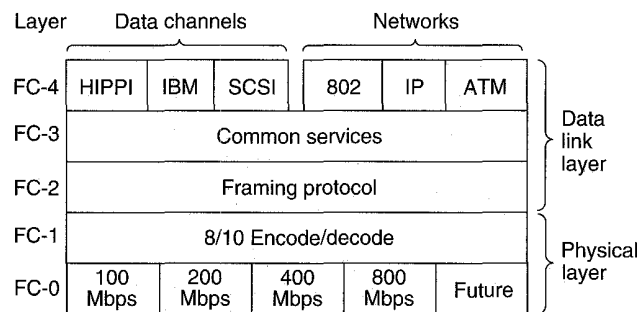 Layer Data channels Networks
FC-4 HIPPI IBM SCSI 802 IP ATM
FC-3 Common services
Data link layer
FC-2 Framing protocol
FC-1 8/10 Encode/decode
Physical layer
FC-0 100 Mbps 200 Mbps 400 Mbps 800 Mbps Future